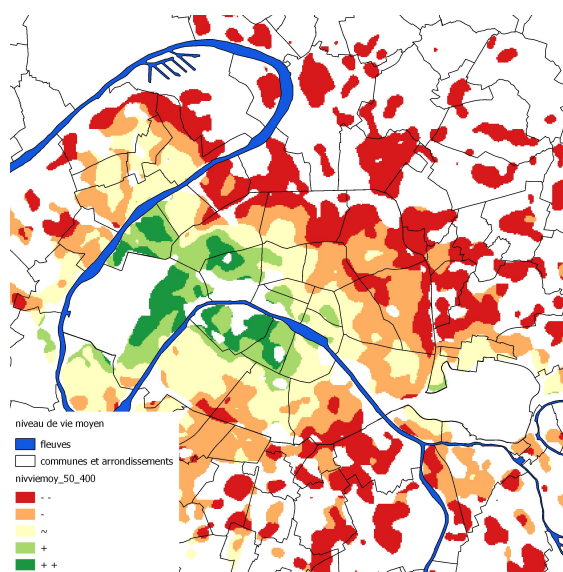 niveau de vie moyen
fleuves
communes et arrondissements
nivviemoy_50_400
- -
-
~
+
+ +